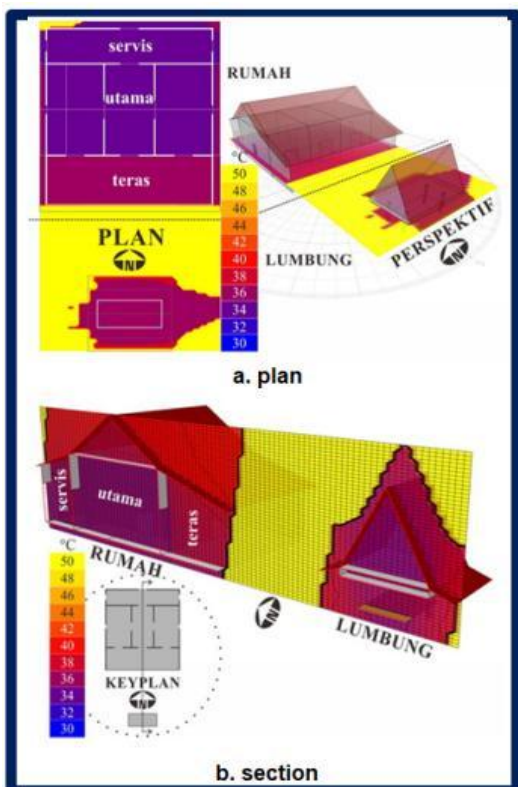 servis
RUMAH
utama
teras
°C
50
48
46
44
42
40
38
36
34
32
30
PLAN
N
LUMBUNG
PERSPEKTIF
N
a. plan
servis
utama
teras
RUMAH
°C
50
48
46
44
42
40
38
36
34
32
30
N
LUMBUNG
KEYPLAN
N
b. section